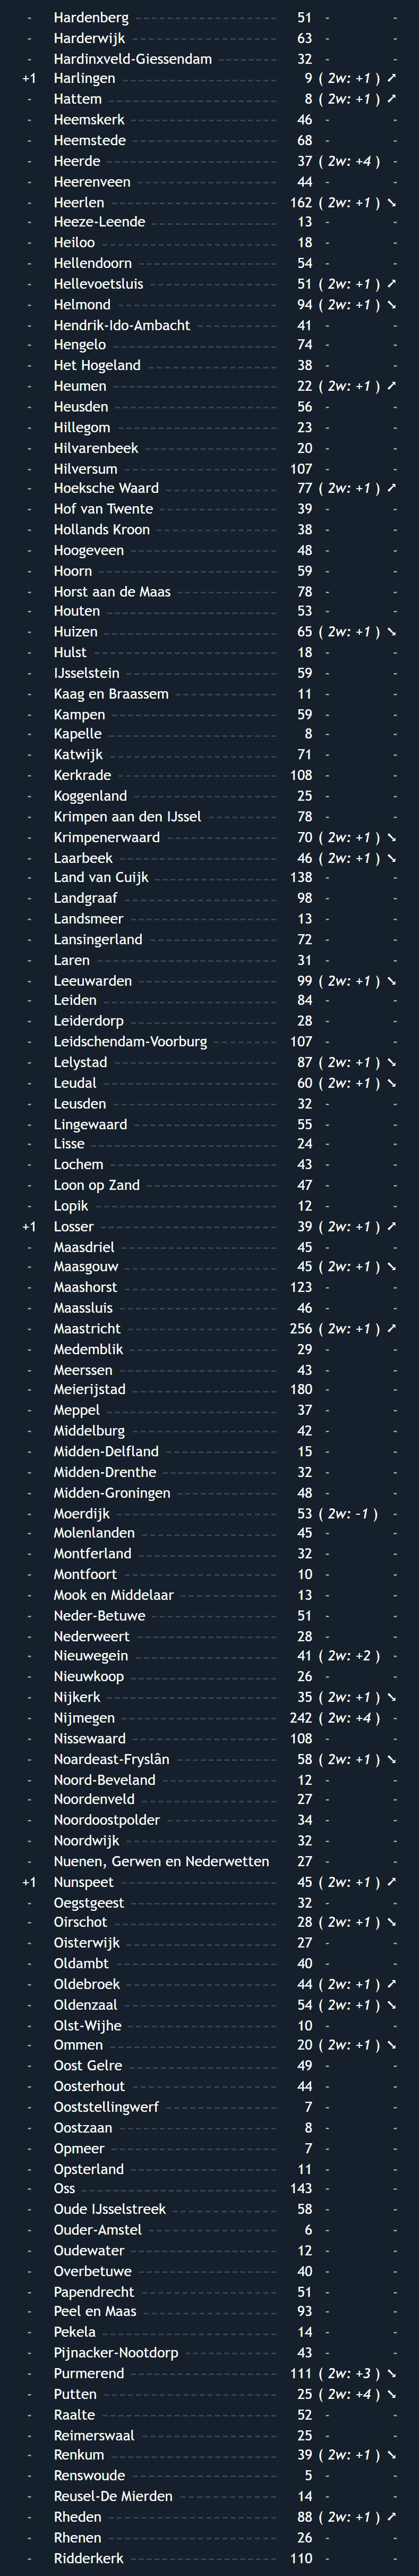 - Hardenberg 51 - -
- Harderwijk 63 - -
- Hardinxveld-Giessendam 32 - -
+1 Harlingen 9 ( 2w: +1 ) ➚
- Hattem 8 ( 2w: +1 ) ➚
- Heemskerk 46 - -
- Heemstede 68 - -
- Heerde 37 ( 2w: +4 ) -
- Heerenveen 44 - -
- Heerlen 162 ( 2w: +1 ) ➘
- Heeze-Leende 13 - -
- Heiloo 18 - -
- Hellendoorn 54 - -
- Hellevoetsluis 51 ( 2w: +1 ) ➚
- Helmond 94 ( 2w: +1 ) ➘
- Hendrik-Ido-Ambacht 41 - -
- Hengelo 74 - -
- Het Hogeland 38 - -
- Heumen 22 ( 2w: +1 ) ➚
- Heusden 56 - -
- Hillegom 23 - -
- Hilvarenbeek 20 - -
- Hilversum 107 - -
- Hoeksche Waard 77 ( 2w: +1 ) ➚
- Hof van Twente 39 - -
- Hollands Kroon 38 - -
- Hoogeveen 48 - -
- Hoorn 59 - -
- Horst aan de Maas 78 - -
- Houten 53 - -
- Huizen 65 ( 2w: +1 ) ➘
- Hulst 18 - -
- IJsselstein 59 - -
- Kaag en Braassem 11 - -
- Kampen 59 - -
- Kapelle 8 - -
- Katwijk 71 - -
- Kerkrade 108 - -
- Koggenland 25 - -
- Krimpen aan den IJssel 78 - -
- Krimpenerwaard 70 ( 2w: +1 ) ➘
- Laarbeek 46 ( 2w: +1 ) ➘
- Land van Cuijk 138 - -
- Landgraaf 98 - -
- Landsmeer 13 - -
- Lansingerland 72 - -
- Laren 31 - -
- Leeuwarden 99 ( 2w: +1 ) ➘
- Leiden 84 - -
- Leiderdorp 28 - -
- Leidschendam-Voorburg 107 - -
- Lelystad 87 ( 2w: +1 ) ➘
- Leudal 60 ( 2w: +1 ) ➘
- Leusden 32 - -
- Lingewaard 55 - -
- Lisse 24 - -
- Lochem 43 - -
- Loon op Zand 47 - -
- Lopik 12 - -
+1 Losser 39 ( 2w: +1 ) ➚
- Maasdriel 45 - -
- Maasgouw 45 ( 2w: +1 ) ➘
- Maashorst 123 - -
- Maassluis 46 - -
- Maastricht 256 ( 2w: +1 ) ➚
- Medemblik 29 - -
- Meerssen 43 - -
- Meierijstad 180 - -
- Meppel 37 - -
- Middelburg 42 - -
- Midden-Delfland 15 - -
- Midden-Drenthe 32 - -
- Midden-Groningen 48 - -
- Moerdijk 53 ( 2w: -1 ) -
- Molenlanden 45 - -
- Montferland 32 - -
- Montfoort 10 - -
- Mook en Middelaar 13 - -
- Neder-Betuwe 51 - -
- Nederweert 28 - -
- Nieuwegein 41 ( 2w: +2 ) -
- Nieuwkoop 26 - -
- Nijkerk 35 ( 2w: +1 ) ➘
- Nijmegen 242 ( 2w: +4 ) -
- Nissewaard 108 - -
- Noardeast-Fryslân 58 ( 2w: +1 ) ➘
- Noord-Beveland 12 - -
- Noordenveld 27 - -
- Noordoostpolder 34 - -
- Noordwijk 32 - -
- Nuenen, Gerwen en Nederwetten 27 - -
+1 Nunspeet 45 ( 2w: +1 ) ➚
- Oegstgeest 32 - -
- Oirschot 28 ( 2w: +1 ) ➘
- Oisterwijk 27 - -
- Oldambt 40 - -
- Oldebroek 44 ( 2w: +1 ) ➚
- Oldenzaal 54 ( 2w: +1 ) ➘
- Olst-Wijhe 10 - -
- Ommen 20 ( 2w: +1 ) ➘
- Oost Gelre 49 - -
- Oosterhout 44 - -
- Ooststellingwerf 7 - -
- Oostzaan 8 - -
- Opmeer 7 - -
- Opsterland 11 - -
- Oss 143 - -
- Oude IJsselstreek 58 - -
- Ouder-Amstel 6 - -
- Oudewater 12 - -
- Overbetuwe 40 - -
- Papendrecht 51 - -
- Peel en Maas 93 - -
- Pekela 14 - -
- Pijnacker-Nootdorp 43 - -
- Purmerend 111 ( 2w: +3 ) ➘
- Putten 25 ( 2w: +4 ) ➘
- Raalte 52 - -
- Reimerswaal 25 - -
- Renkum 39 ( 2w: +1 ) ➘
- Renswoude 5 - -
- Reusel-De Mierden 14 - -
- Rheden 88 ( 2w: +1 ) ➚
- Rhenen 26 - -
- Ridderkerk 110 - -